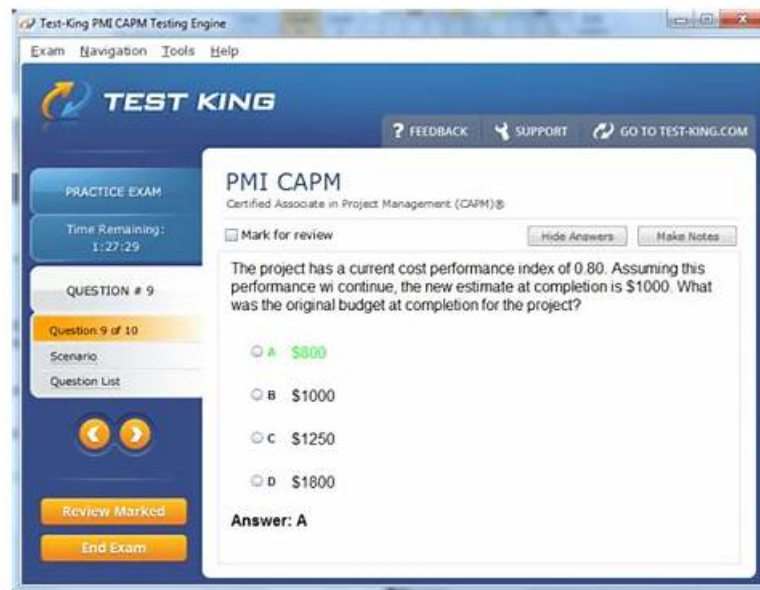 Test-King PMI CAPM Testing Engine
Exam Navigation Tools Help
TEST KING
? FEEDBACK SUPPORT GO TO TEST-KING.COM
PRACTICE EXAM
Time Remaining:
1:27:29
QUESTION # 9
Question 9 of 10
Scenario
Question List
Review Marked
End Exam
PMI CAPM
Certified Associate in Project Management (CAPM)®
Mark for review
Hide Answers
Make Notes
The project has a current cost performance index of 0.80. Assuming this
performance wi continue, the new estimate at completion is $1000. What
was the original budget at completion for the project?
A $800
B $1000
C $1250
D $1800
Answer: A